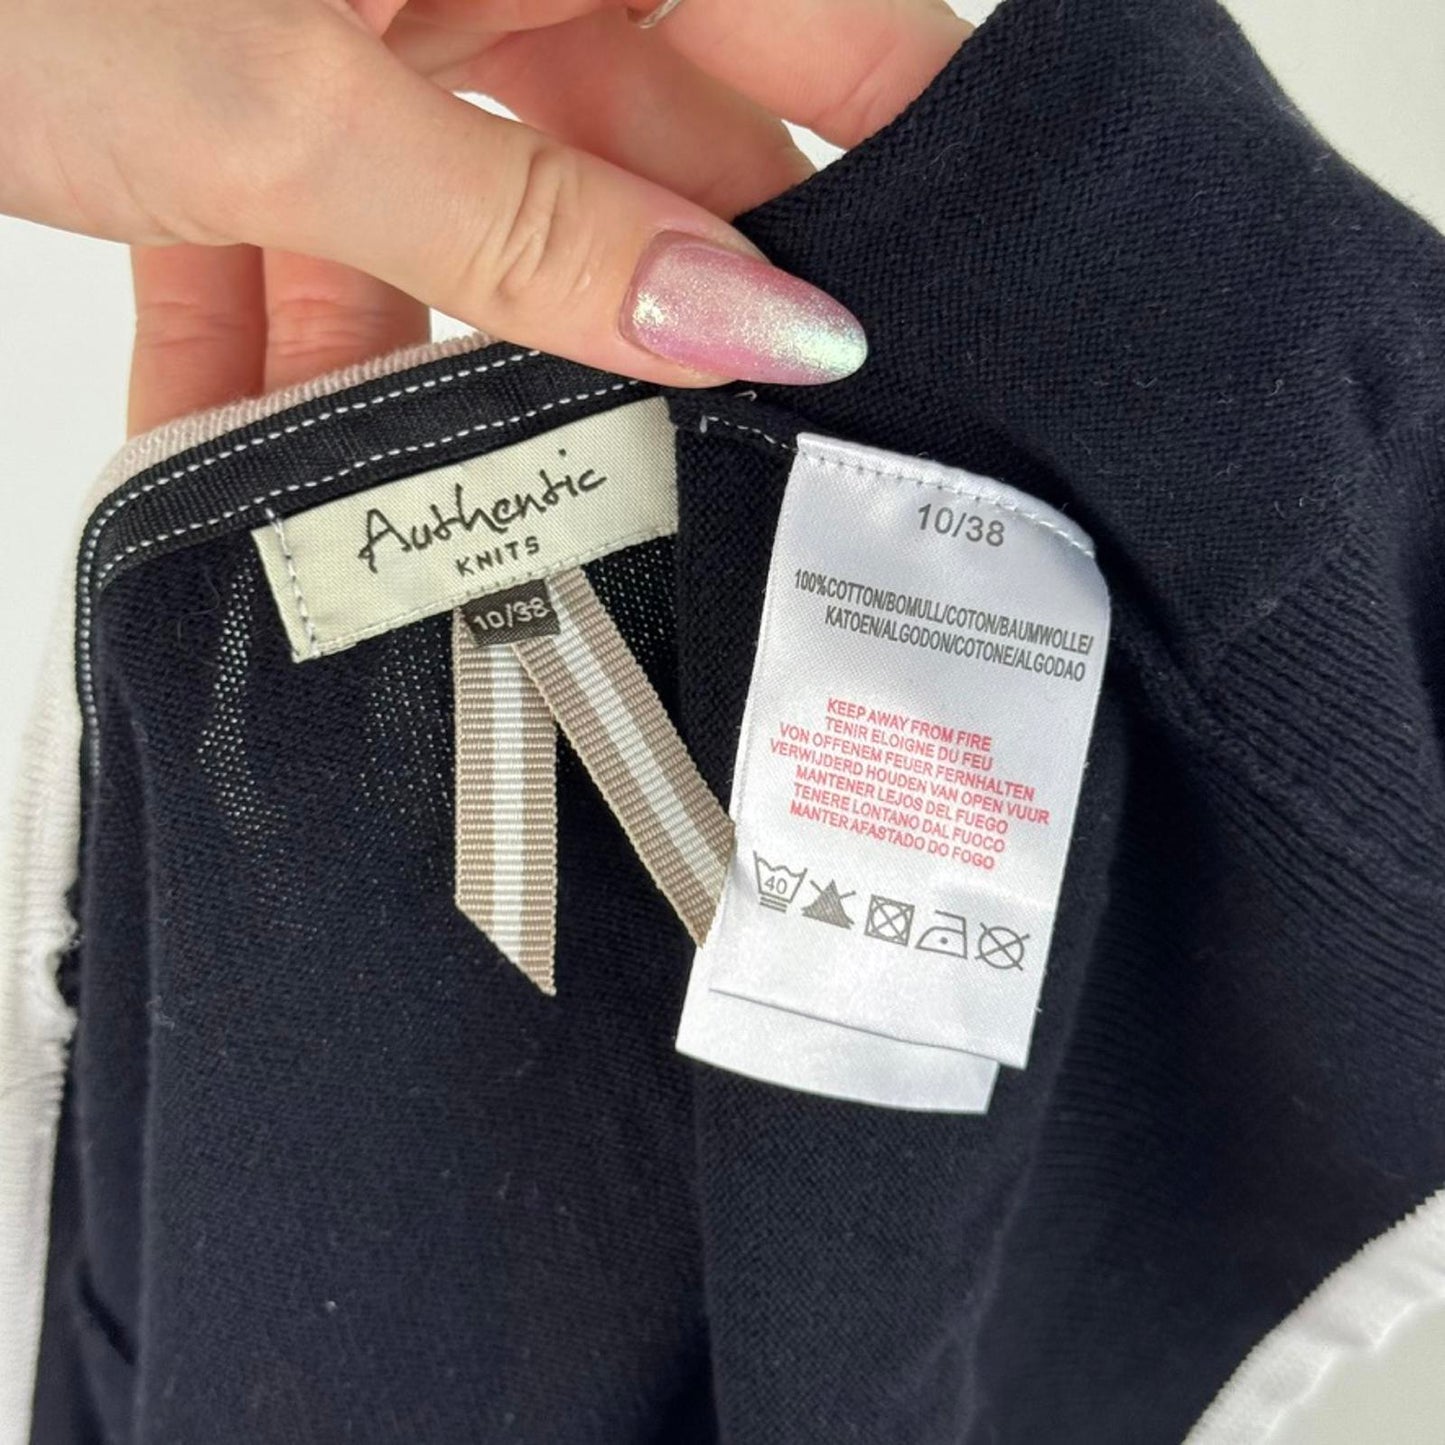 Authentic
KNITS
10/38
10/38
100%COTTON/BOMULL/COTON/BAUMWOLLE/
KATOEN/ALGODON/COTONE/ALGODAO
KEEP AWAY FROM FIRE
TENIR ELOIGNE DU FEU
VON OFFENEM FEUER FERNHALTEN
VERWIJDERD HOUDEN VAN OPEN VUUR
MANTENER LEJOS DEL FUEGO
TENERE LONTANO DAL FUOCO
MANTER AFASTADO DO FOGO
40